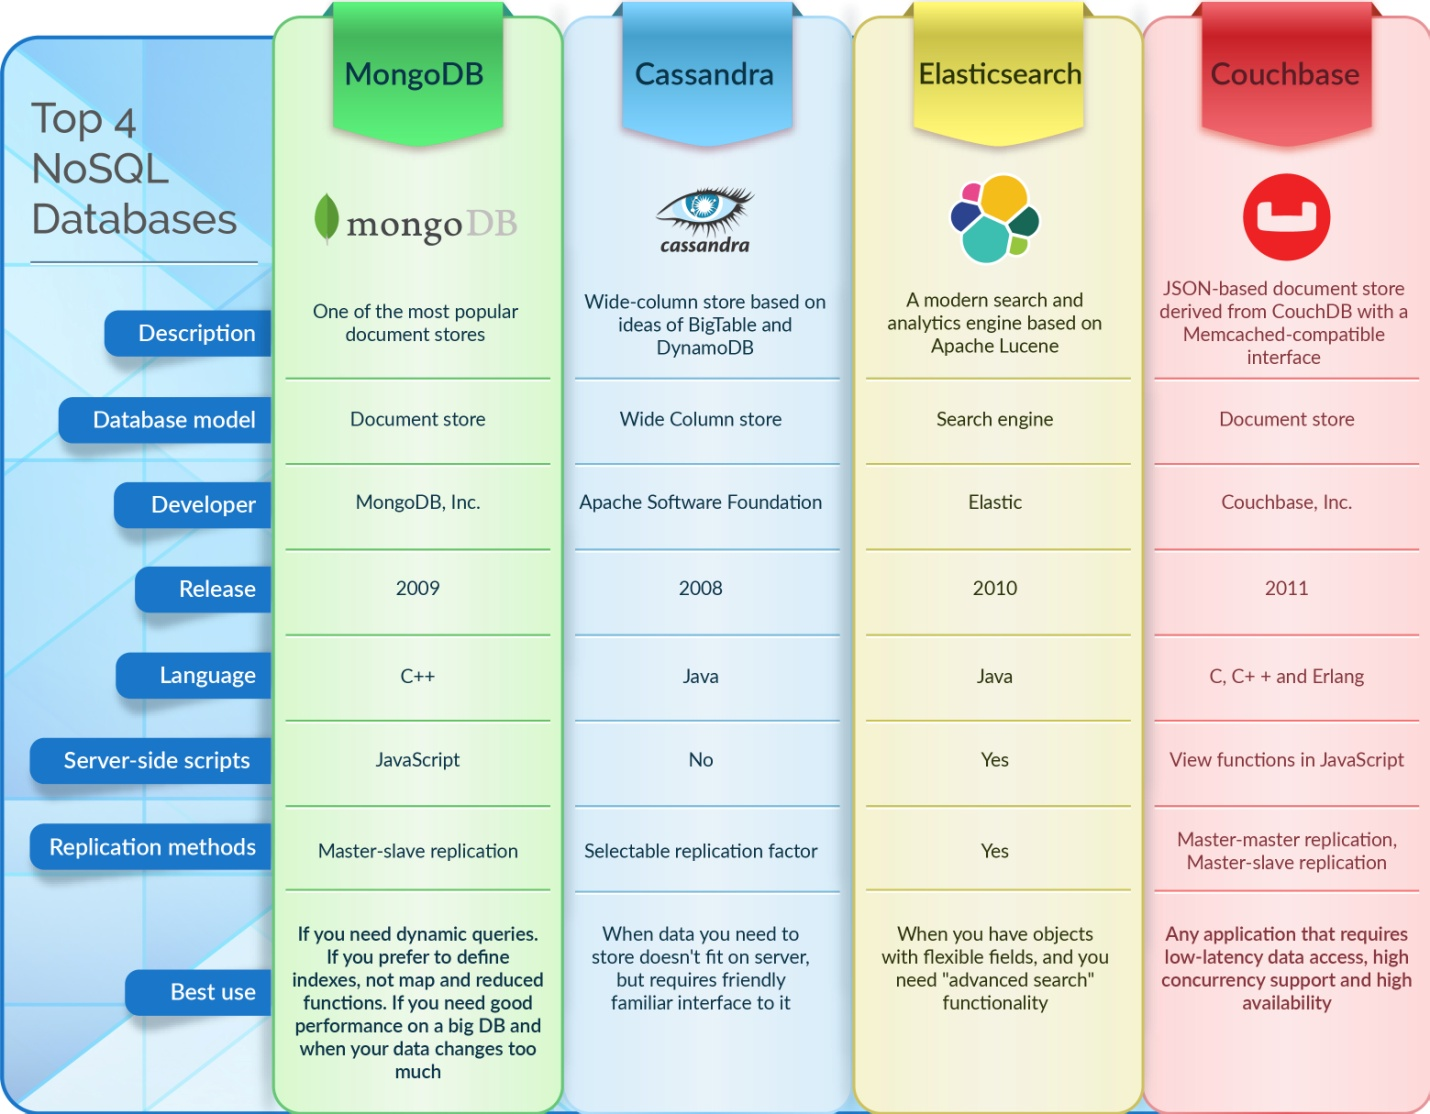 Top 4
NoSQL
Databases
MongoDB
Cassandra
Elasticsearch
Couchbase
mongoDB
cassandra
Description
One of the most popular
document stores
Wide-column store based on
ideas of BigTable and
DynamoDB
A modern search and
analytics engine based on
Apache Lucene
JSON-based document store
derived from CouchDB with a
Memcached-compatible
interface
Database model
Document store
Wide Column store
Search engine
Document store
Developer
MongoDB, Inc.
Apache Software Foundation
Elastic
Couchbase, Inc.
Release
2009
2008
2010
2011
Language
C++
Java
Java
C, C+ + and Erlang
Server-side scripts
JavaScript
No
Yes
View functions in JavaScript
Replication methods
Master-slave replication
Selectable replication factor
Yes
Master-master replication,
Master-slave replication
Best use
If you need dynamic queries.
If you prefer to define
indexes, not map and reduced
functions. If you need good
performance on a big DB and
when your data changes too
much
When data you need to
store doesn't fit on server,
but requires friendly
familiar interface to it
When you have objects
with flexible fields, and you
need "advanced search"
functionality
Any application that requires
low-latency data access, high
concurrency support and high
availability